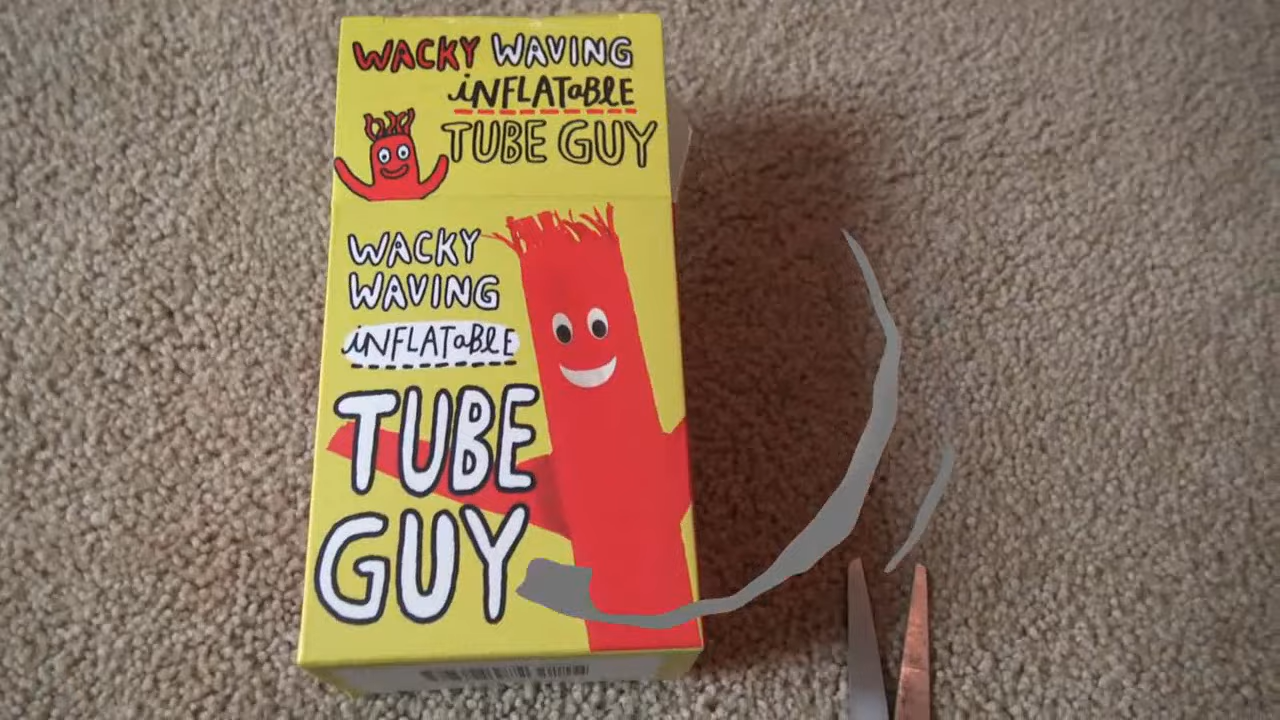 WACKY WAVING
iNFLATaBLE
TUBE GUY
WACKY
WAVING
iNFLATaBLE
TUBE
GUY